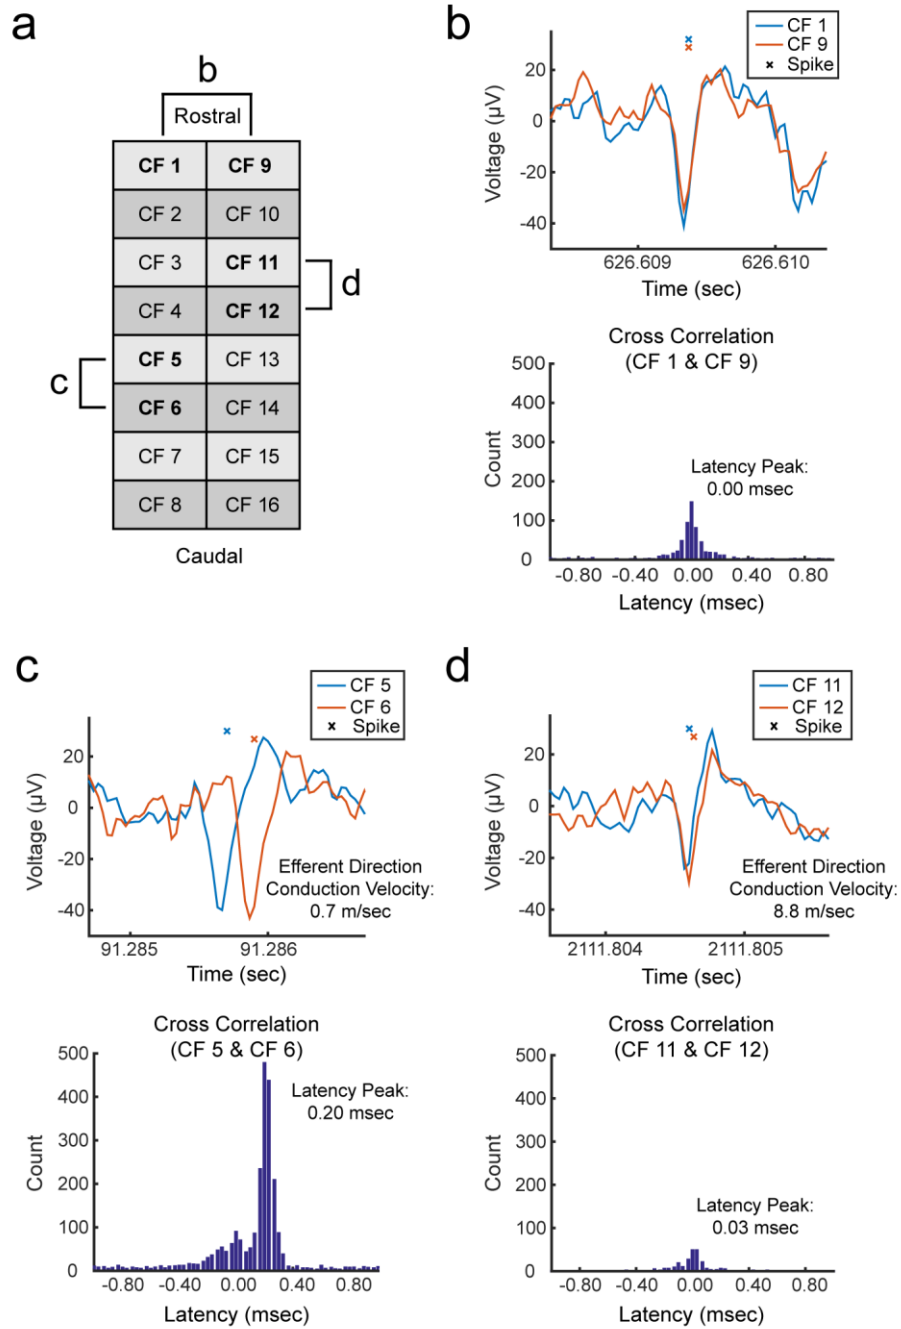 a
b
Rostral
CF 1 CF 9
CF 2 CF 10
CF 3 CF 11
CF 4 CF 12
CF 5 CF 13
CF 6 CF 14
CF 7 CF 15
CF 8 CF 16
d
c
Caudal
b
CF 1
CF 9
× Spike
Voltage (µV)
20
0
-20
-40
626.609 626.610
Time (sec)
Cross Correlation
(CF 1 & CF 9)
Count
500
400
300
200
100
0
Latency Peak:
0.00 msec
-0.80 -0.40 0.00 0.40 0.80
Latency (msec)
c
CF 5
CF 6
× Spike
Voltage (µV)
20
0
-20
-40
Efferent Direction
Conduction Velocity:
0.7 m/sec
91.285 91.286
Time (sec)
Cross Correlation
(CF 5 & CF 6)
Count
500
400
300
200
100
0
Latency Peak:
0.20 msec
-0.80 -0.40 0.00 0.40 0.80
Latency (msec)
d
CF 11
CF 12
× Spike
Voltage (µV)
20
0
-20
-40
Efferent Direction
Conduction Velocity:
8.8 m/sec
2111.804 2111.805
Time (sec)
Cross Correlation
(CF 11 & CF 12)
Count
500
400
300
200
100
0
Latency Peak:
0.03 msec
-0.80 -0.40 0.00 0.40 0.80
Latency (msec)